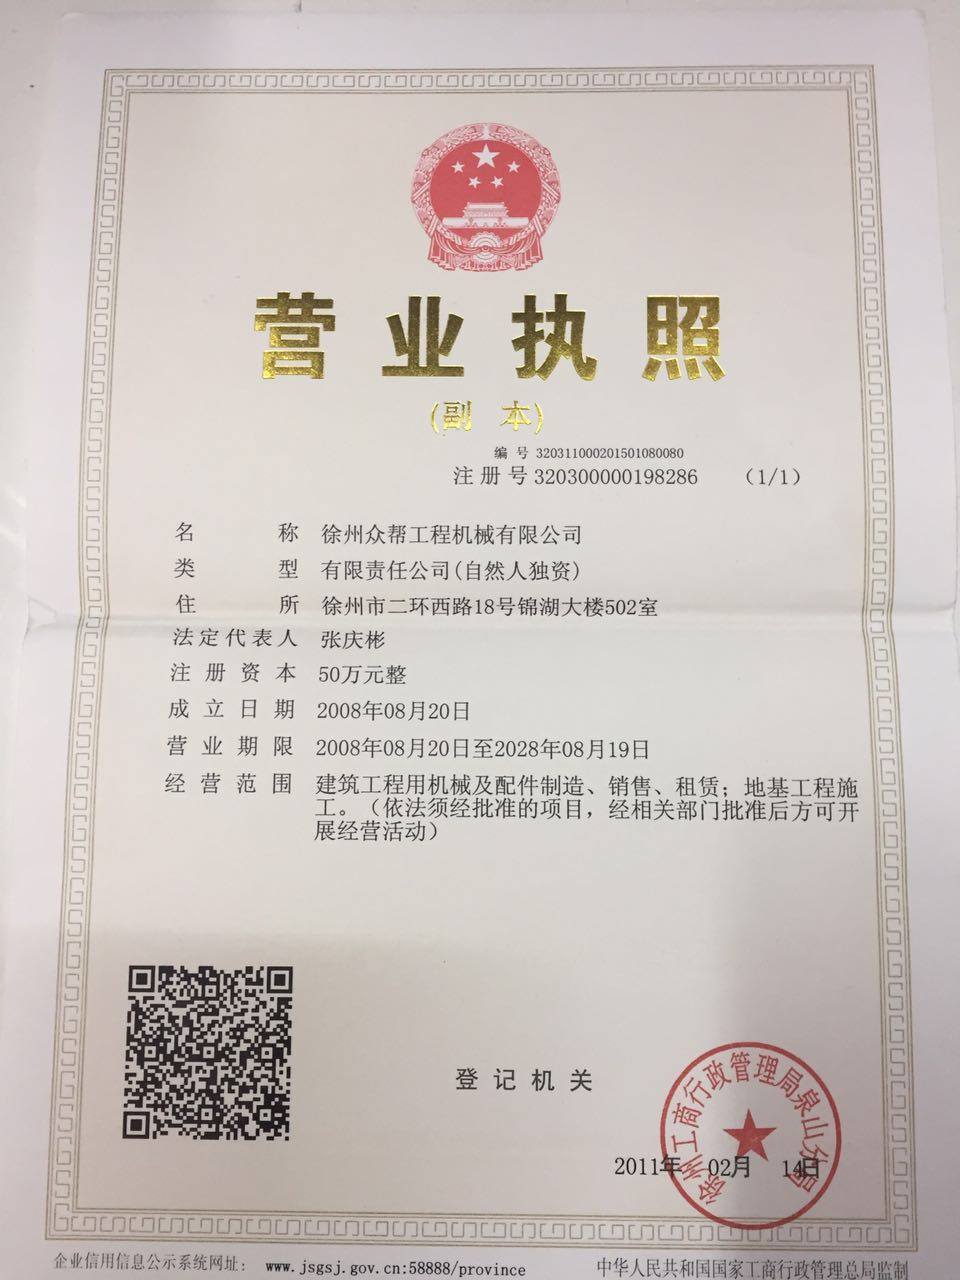 营业执照
(副 本)
编 号 320311000201501080080
注 册 号 320300000198286 （1/1）
名 称 徐州众帮工程机械有限公司
类 型 有限责任公司(自然人独资)
住 所 徐州市二环西路18号锦湖大楼502室
法定代表人 张庆彬
注 册 资 本 50万元整
成 立 日 期 2008年08月20日
营 业 期 限 2008年08月20日至2028年08月19日
经 营 范 围 建筑工程用机械及配件制造、销售、租赁；地基工程施
工。（依法须经批准的项目，经相关部门批准后方可开
展经营活动）
登 记 机 关
徐州工商行政管理局泉山分局
2011年 02月 14日
企业信用信息公示系统网址： www.jsgsj.gov.cn:58888/province 中华人民共和国国家工商行政管理总局监制